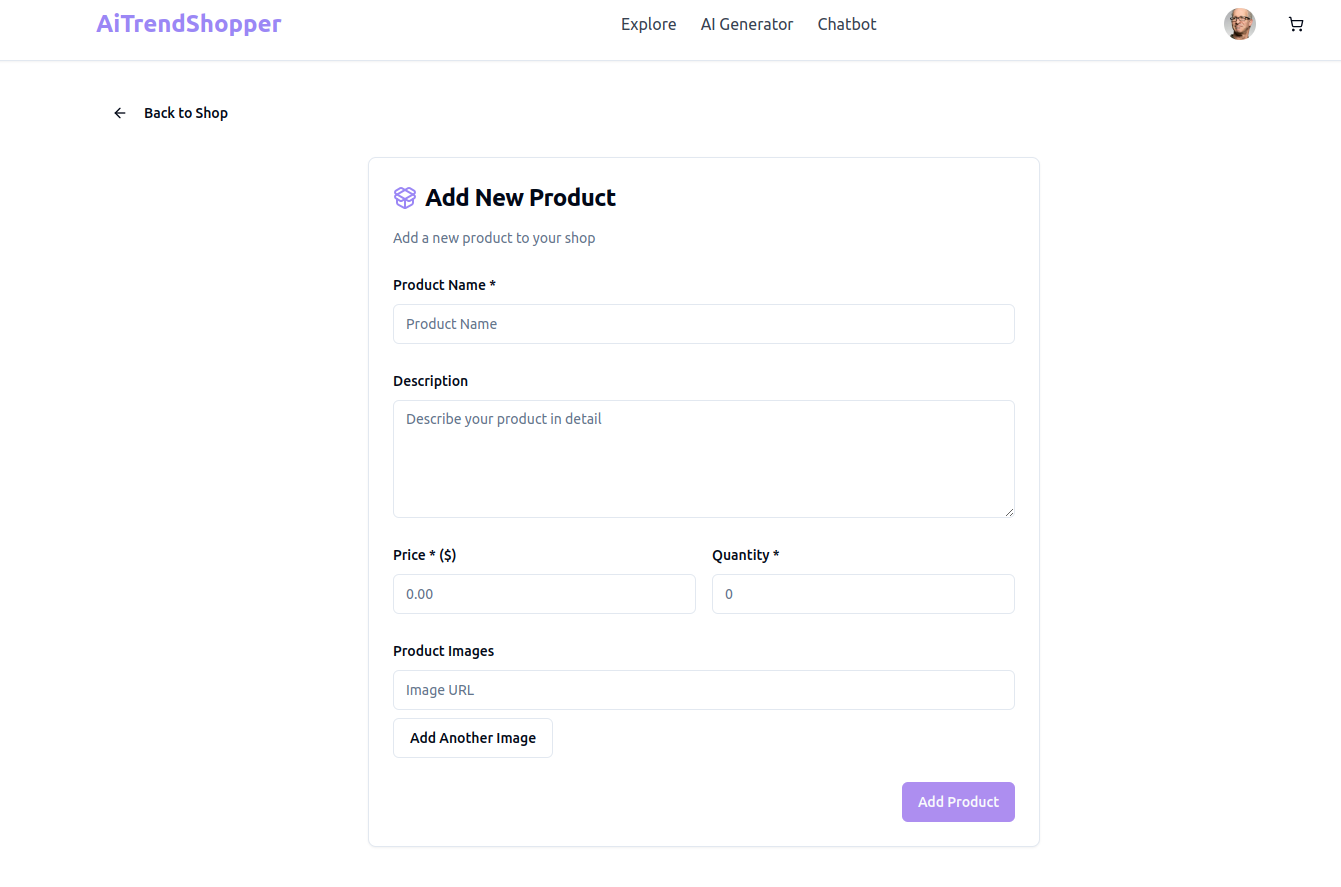 AiTrendShopper
Explore AI Generator Chatbot
Back to Shop
Add New Product
Add a new product to your shop
Product Name *
Product Name
Description
Describe your product in detail
Price * ($) Quantity *
0.00 0
Product Images
Image URL
Add Another Image
Add Product